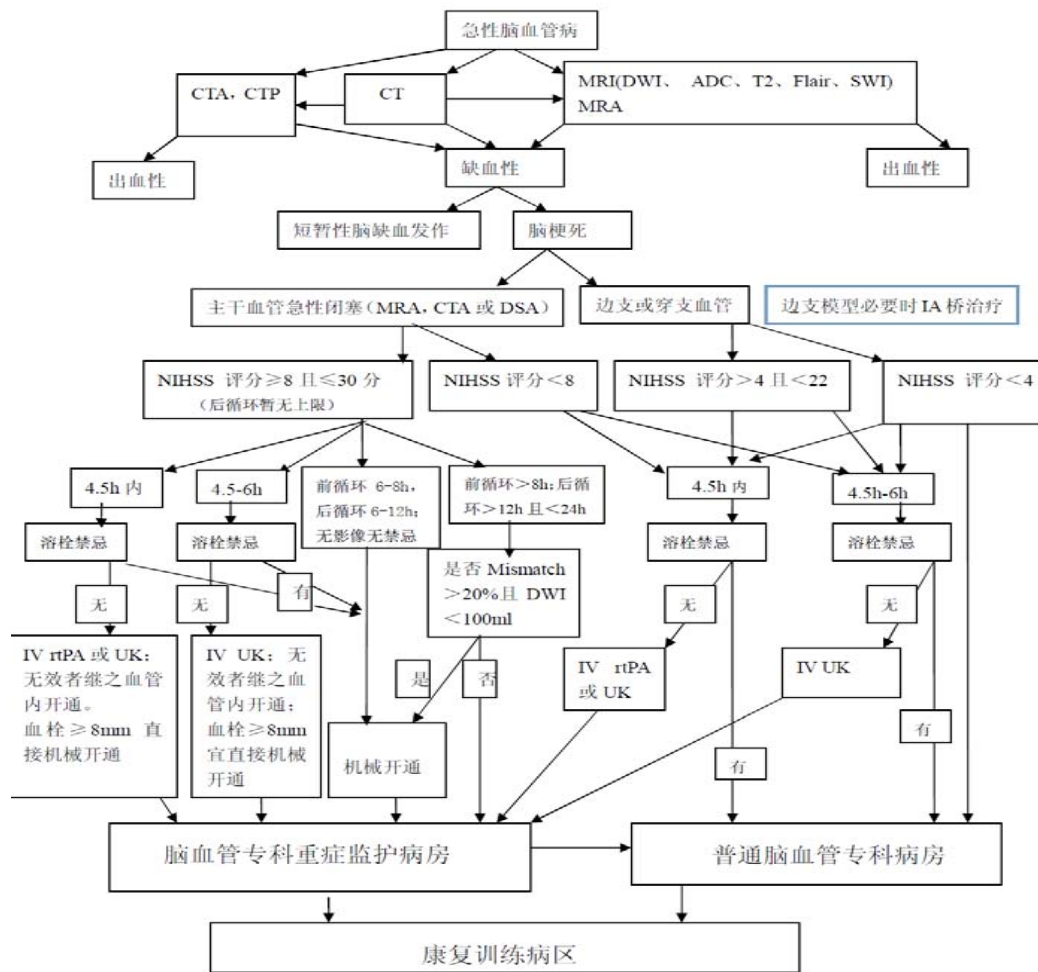 急性脑血管病
CTA，CTP
CT
MRI(DWI、 ADC、T2、Flair、SWI)
MRA
出血性
缺血性
出血性
短暂性脑缺血发作
脑梗死
主干血管急性闭塞（MRA，CTA 或 DSA）
边支或穿支血管
边支模型必要时 IA 桥治疗
NIHSS 评分≥8 且≤30 分
（后循环暂无上限）
NIHSS 评分＜8
NIHSS 评分＞4 且＜22
NIHSS 评分＜4
4.5h 内
4.5-6h
前循环 6-8h，
后循环 6-12h；
无影像无禁忌
前循环＞8h；后循
环＞12h 且＜24h
4.5h 内
4.5h-6h
溶栓禁忌
溶栓禁忌
是否 Mismatch
＞20%且 DWI
＜100ml
溶栓禁忌
溶栓禁忌
无
无
有
无
无
IV rtPA 或 UK；
无效者继之血管
内开通。
血栓≥8mm 直
接机械开通
IV UK；无
效者继之血
管内开通；
血栓≥8mm
宜直接机械
开通
是
否
机械开通
IV rtPA
或 UK
IV UK
有
有
脑血管专科重症监护病房
普通脑血管专科病房
康复训练病区